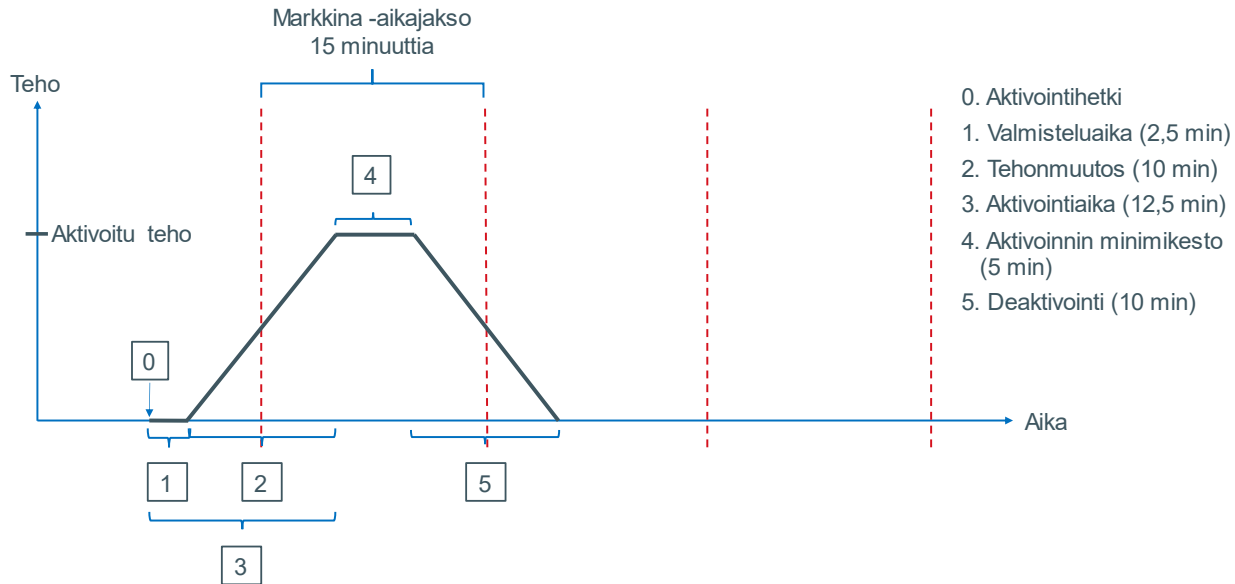 Markkina -aikajakso
15 minuuttia
Teho
Aktivoitu teho
0
4
1
2
5
3
Aika
0. Aktivointihetki
1. Valmisteluaika (2,5 min)
2. Tehonmuutos (10 min)
3. Aktivointiaika (12,5 min)
4. Aktivoinnin minimikesto
(5 min)
5. Deaktivointi (10 min)